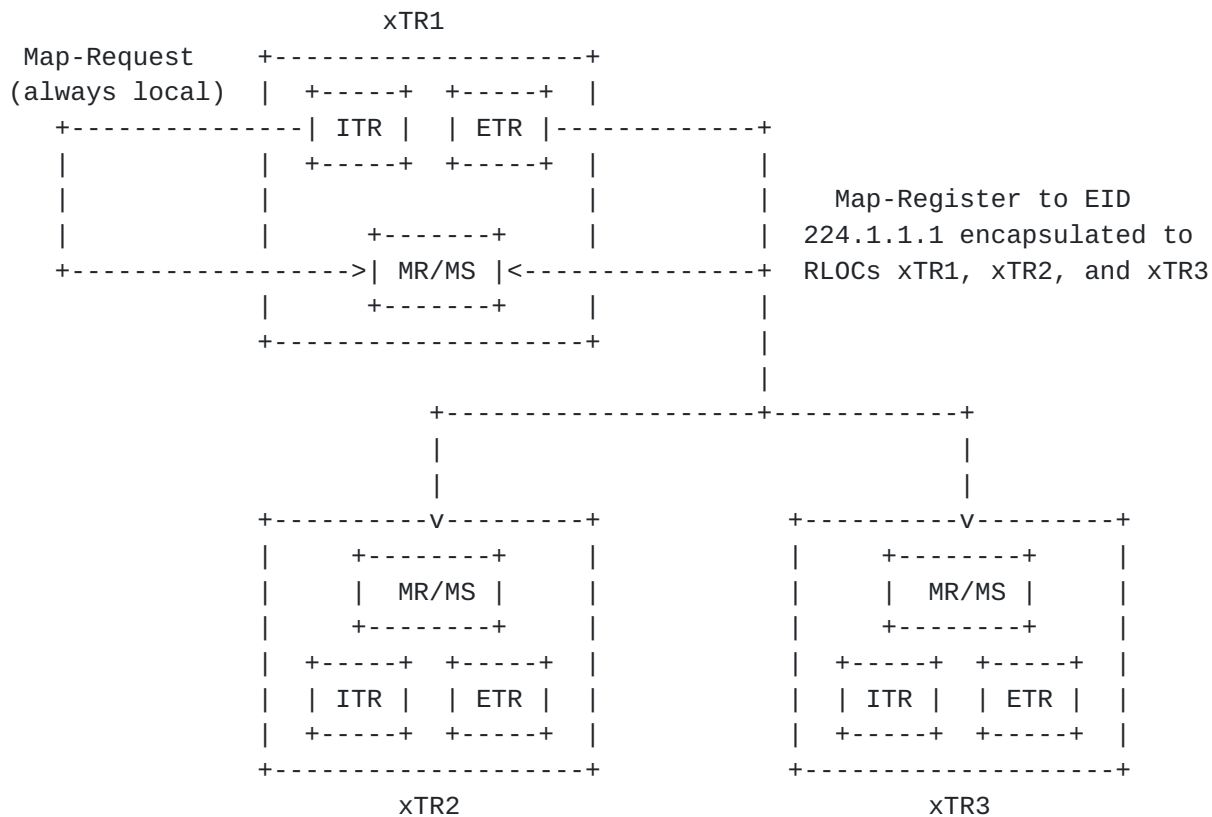 xTR1
Map-Request
(always local)
ITR ETR
Map-Register to EID
224.1.1.1 encapsulated to
MR/MS RLOCs xTR1, xTR2, and xTR3
MR/MS MR/MS
ITR ETR ITR ETR
xTR2 xTR3